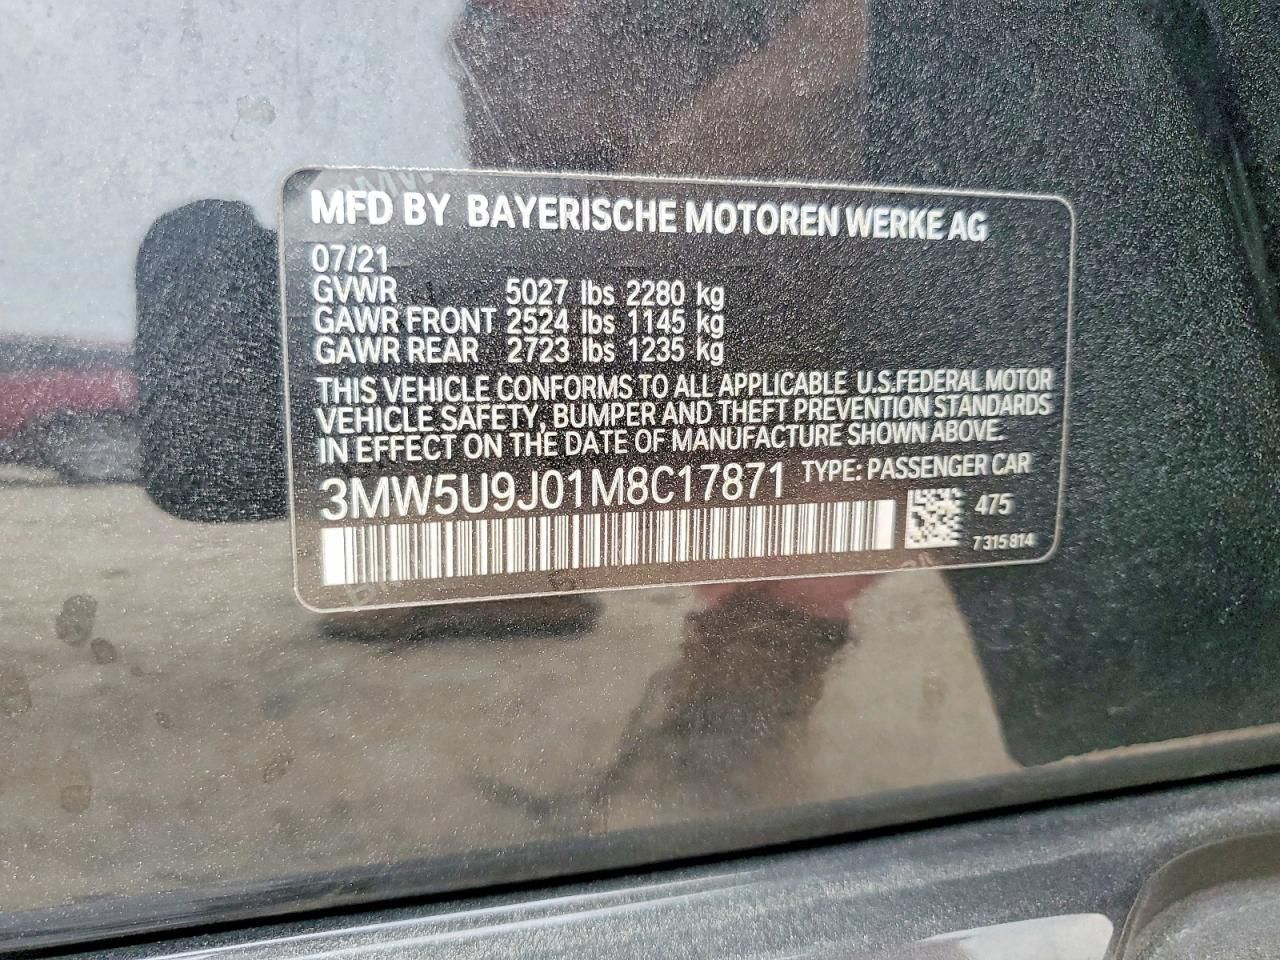 MFD BY BAYERISCHE MOTOREN WERKE AG
07/21
GVWR 5027 lbs 2280 kg
GAWR FRONT 2524 lbs 1145 kg
GAWR REAR 2723 lbs 1235 kg
THIS VEHICLE CONFORMS TO ALL APPLICABLE U.S.FEDERAL MOTOR
VEHICLE SAFETY, BUMPER AND THEFT PREVENTION STANDARDS
IN EFFECT ON THE DATE OF MANUFACTURE SHOWN ABOVE.
3MW5U9J01M8C17871 TYPE: PASSENGER CAR
475
7315814